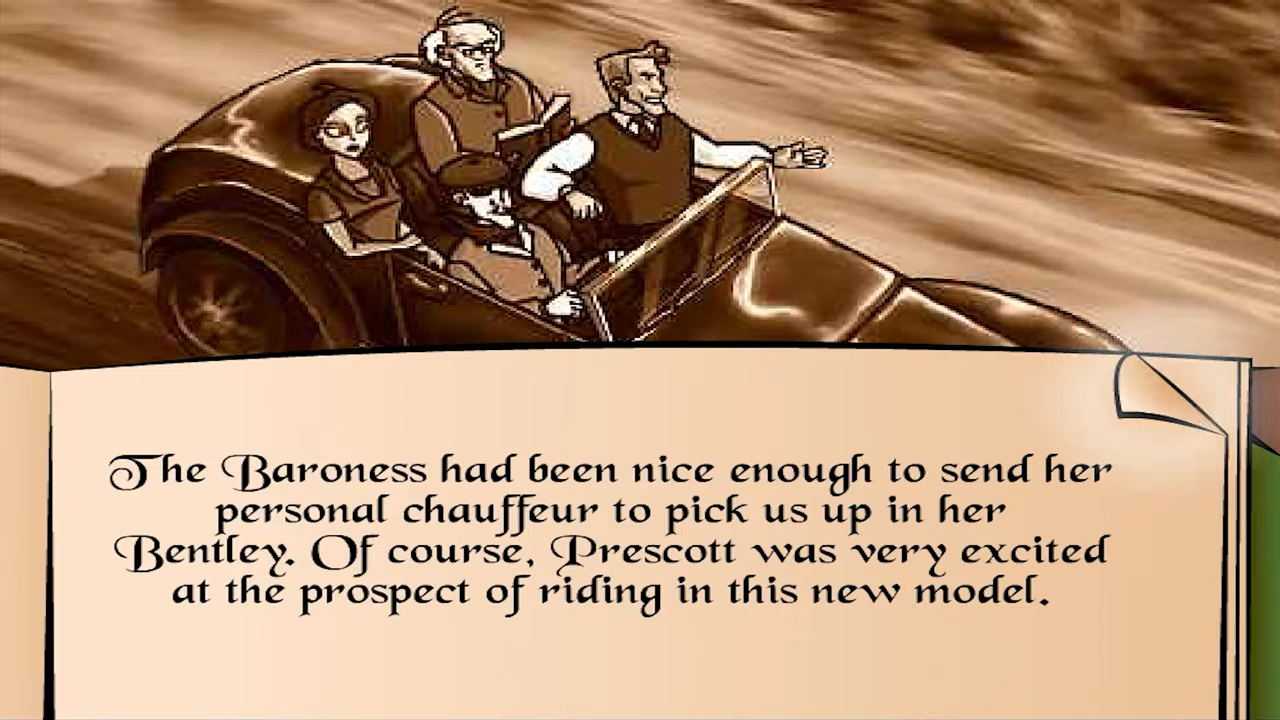 The Baroness had been nice enough to send her
personal chauffeur to pick us up in her
Bentley. Of course, Prescott was very excited
at the prospect of riding in this new model.